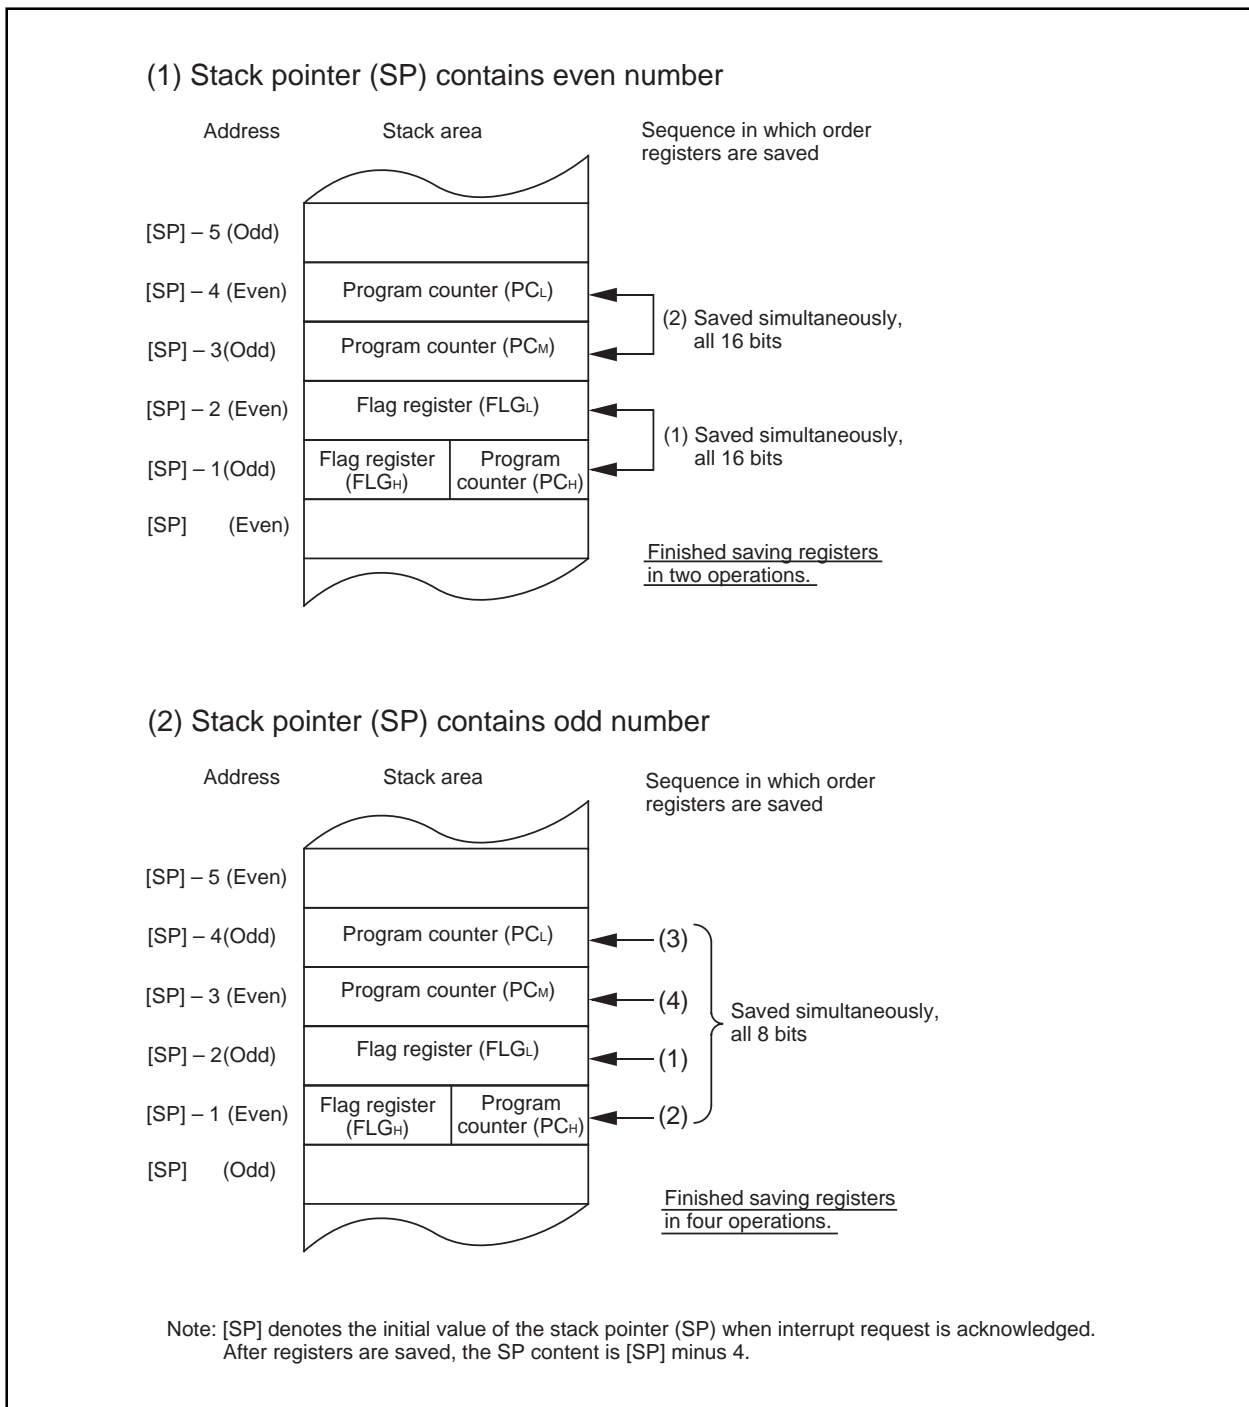 (1) Stack pointer (SP) contains even number
Address
Stack area
Sequence in which order
registers are saved
[SP] – 5 (Odd)
[SP] – 4 (Even)
Program counter (PCL)
[SP] – 3(Odd)
Program counter (PCM)
(2) Saved simultaneously,
all 16 bits
[SP] – 2 (Even)
Flag register (FLGL)
[SP] – 1(Odd)
Flag register
(FLGH)
Program
counter (PCH)
(1) Saved simultaneously,
all 16 bits
[SP] (Even)
Finished saving registers
in two operations.
(2) Stack pointer (SP) contains odd number
Address
Stack area
Sequence in which order
registers are saved
[SP] – 5 (Even)
[SP] – 4(Odd)
Program counter (PCL)
(3)
[SP] – 3 (Even)
Program counter (PCM)
(4)
Saved simultaneously,
all 8 bits
[SP] – 2(Odd)
Flag register (FLGL)
(1)
[SP] – 1 (Even)
Flag register
(FLGH)
Program
counter (PCH)
(2)
[SP] (Odd)
Finished saving registers
in four operations.
Note: [SP] denotes the initial value of the stack pointer (SP) when interrupt request is acknowledged.
After registers are saved, the SP content is [SP] minus 4.